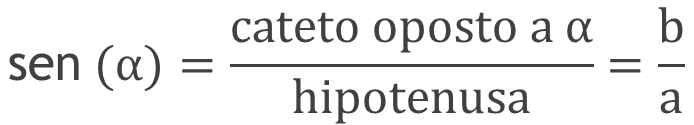 sen (α) = cateto oposto a α / hipotenusa = b / a